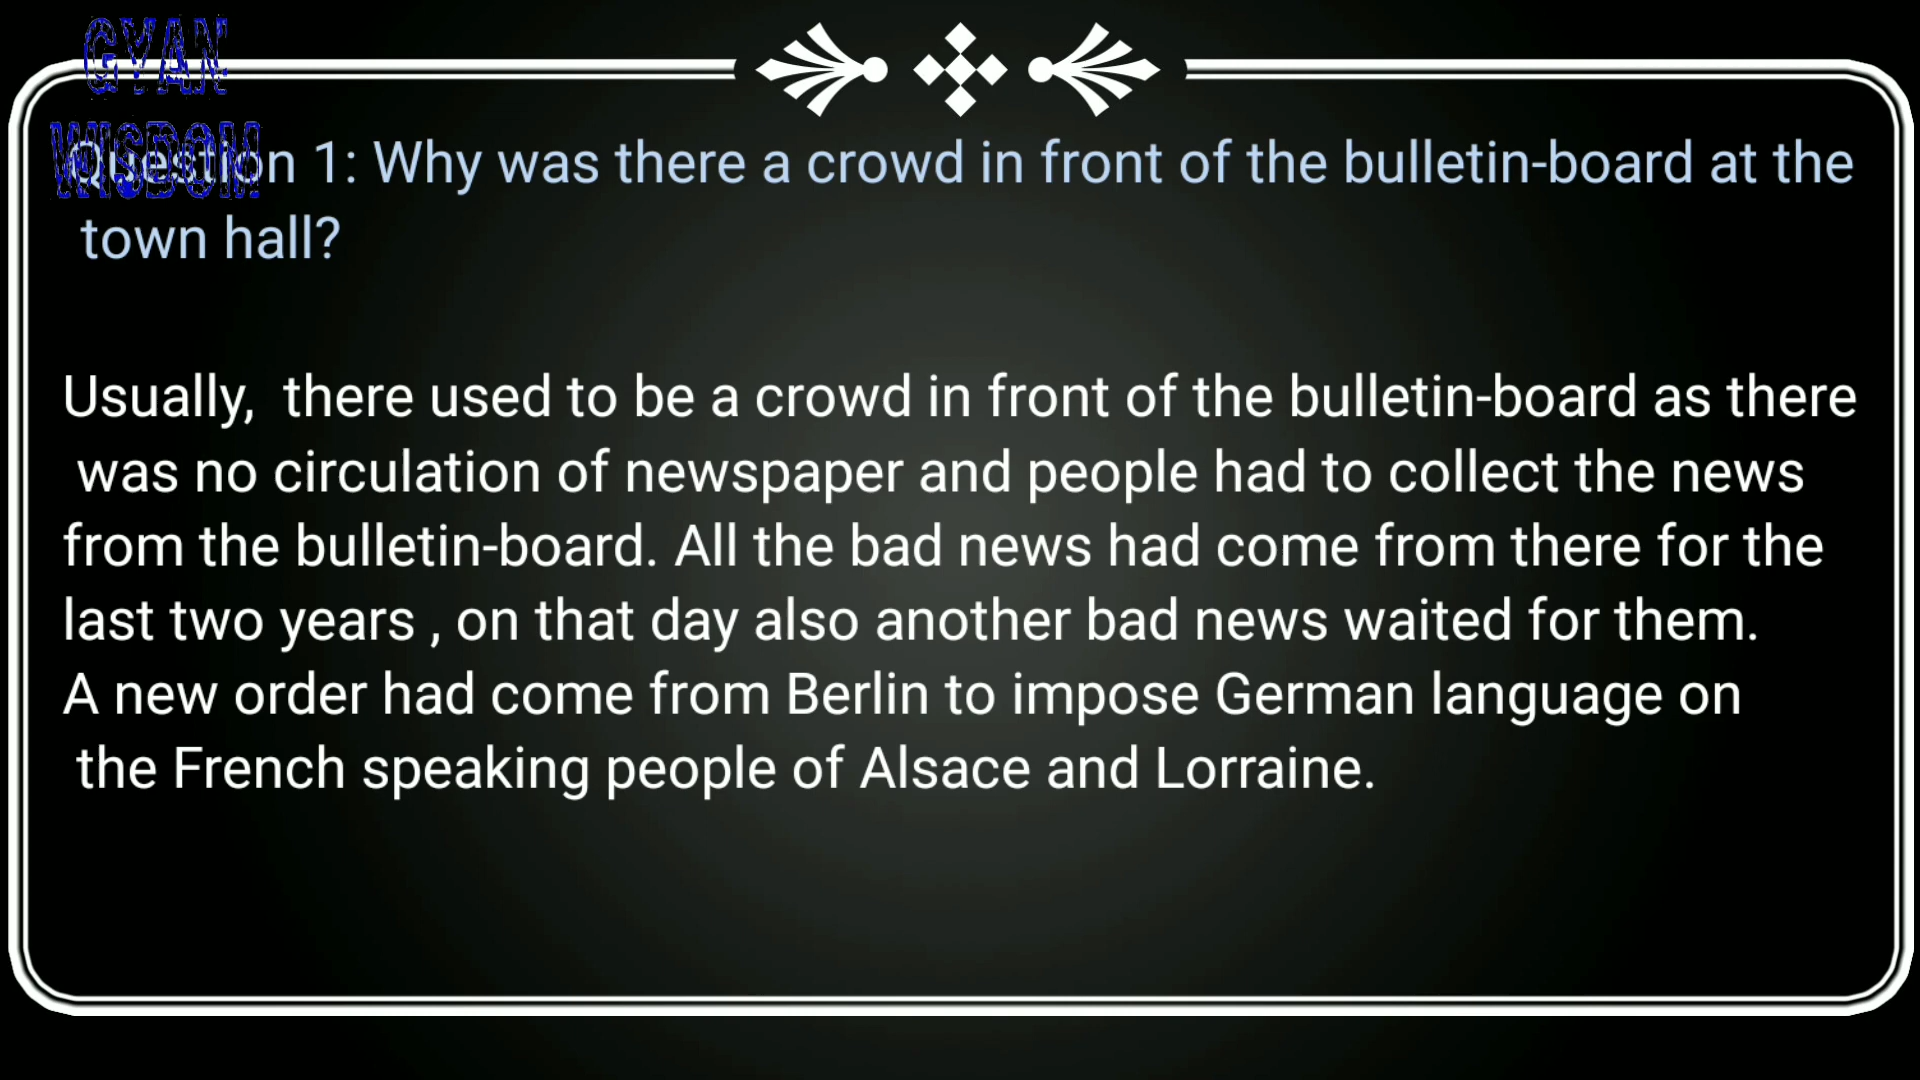 GYAN
WISDOM
Question 1: Why was there a crowd in front of the bulletin-board at the
town hall?
Usually,  there used to be a crowd in front of the bulletin-board as there
was no circulation of newspaper and people had to collect the news
from the bulletin-board. All the bad news had come from there for the
last two years , on that day also another bad news waited for them.
A new order had come from Berlin to impose German language on
the French speaking people of Alsace and Lorraine.